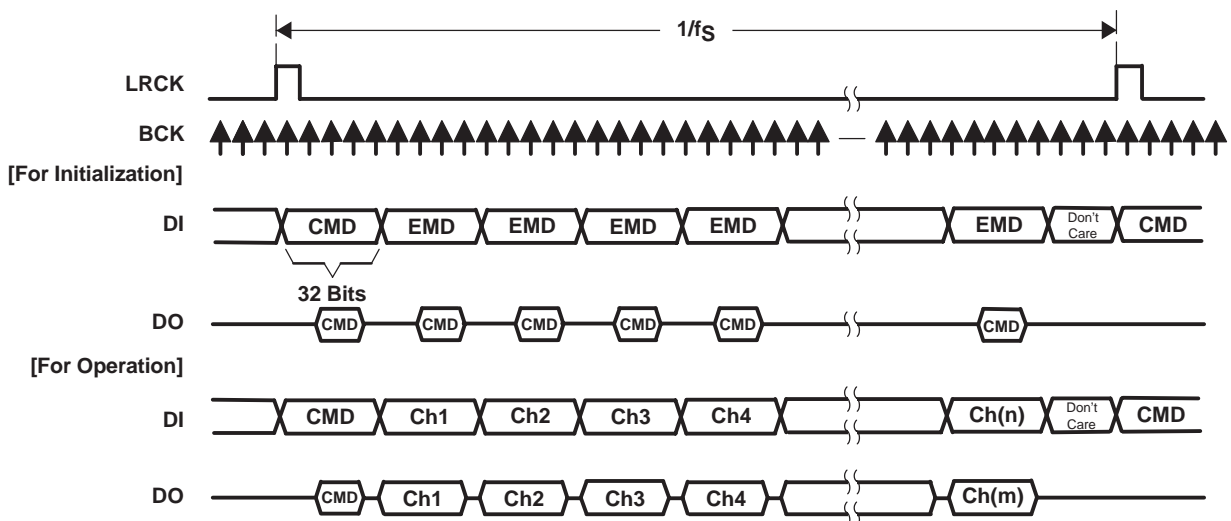 1/fS
LRCK
BCK
[For Initialization]
DI CMD EMD EMD EMD EMD EMD Don't Care CMD
32 Bits
DO CMD CMD CMD CMD CMD CMD
[For Operation]
DI CMD Ch1 Ch2 Ch3 Ch4 Ch(n) Don't Care CMD
DO CMD Ch1 Ch2 Ch3 Ch4 Ch(m)